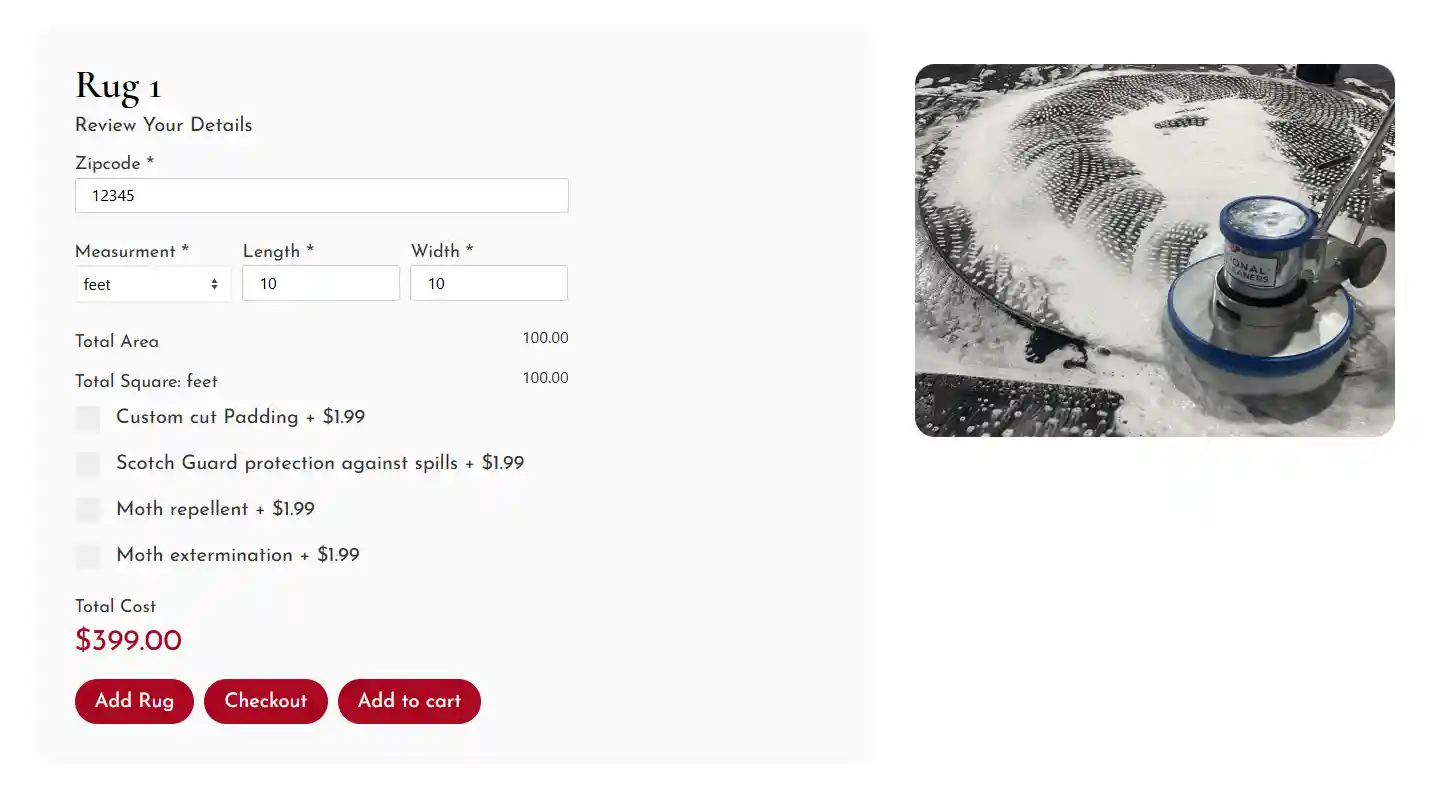 Rug 1
Review Your Details
Zipcode *
12345
Measurment * Length * Width *
feet 10 10
Total Area 100.00
Total Square: feet 100.00
Custom cut Padding + $1.99
Scotch Guard protection against spills + $1.99
Moth repellent + $1.99
Moth extermination + $1.99
Total Cost
$399.00
Add Rug Checkout Add to cart